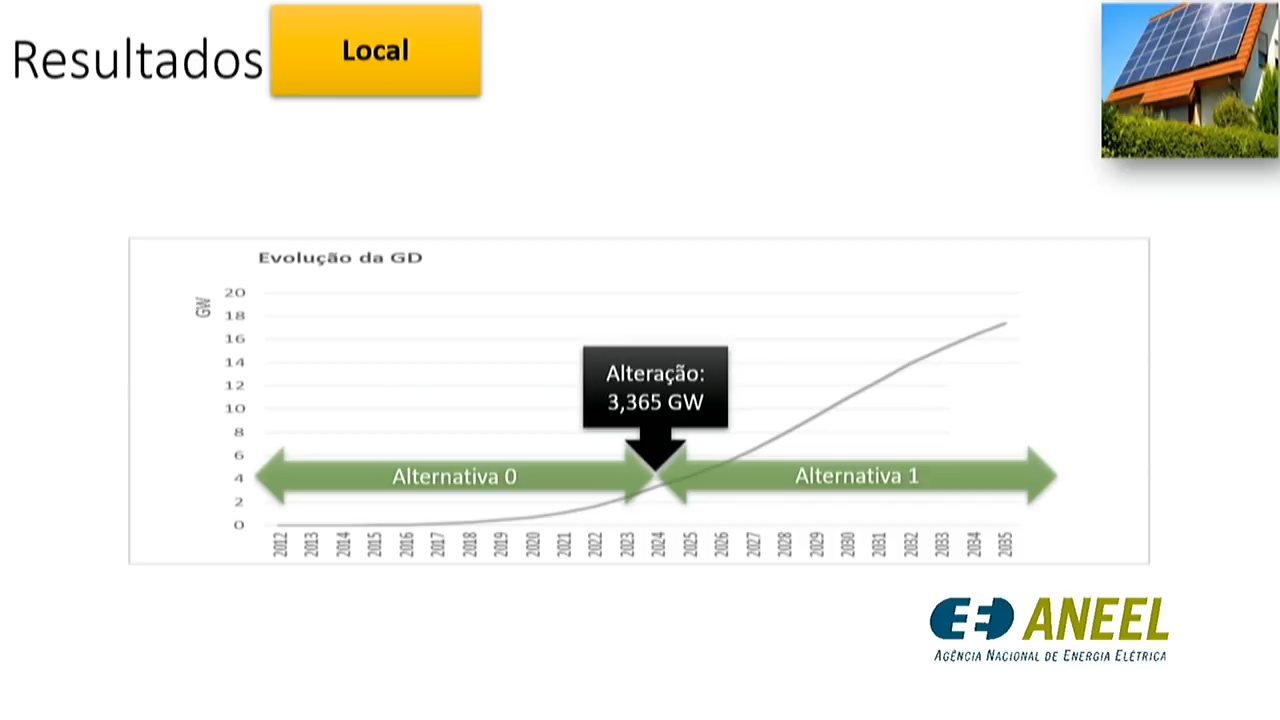 Resultados
Local
Evolução da GD
GW
20
18
16
14
12
10
8
6
4
2
0
Alteração:
3,365 GW
Alternativa 0
Alternativa 1
2012 2013 2014 2015 2016 2017 2018 2019 2020 2021 2022 2023 2024 2025 2026 2027 2028 2029 2030 2031 2032 2033 2034 2035
ANEEL
AGÊNCIA NACIONAL DE ENERGIA ELÉTRICA